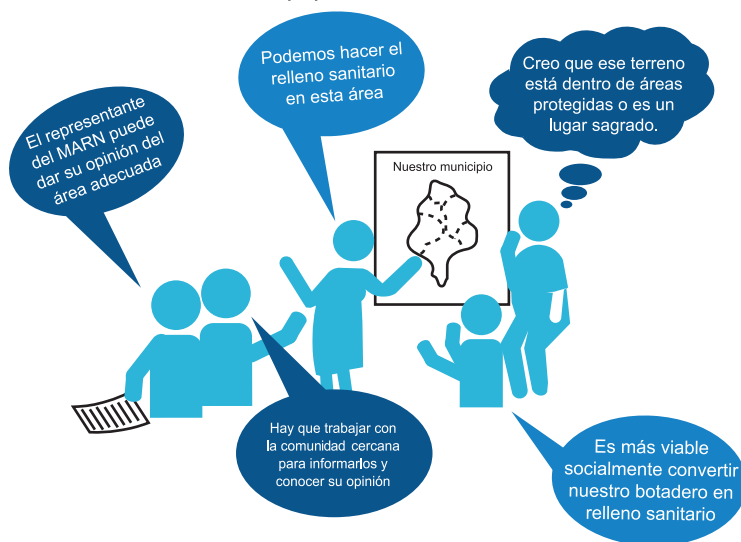 El representante
del MARN puede
dar su opinión del
área adecuada
Podemos hacer el
relleno sanitario
en esta área
Creo que ese terreno
está dentro de áreas
protegidas o es un
lugar sagrado.
Nuestro municipio
Hay que trabajar con
la comunidad cercana
para informarlos y
conocer su opinión
Es más viable
socialmente convertir
nuestro botadero en
relleno sanitario